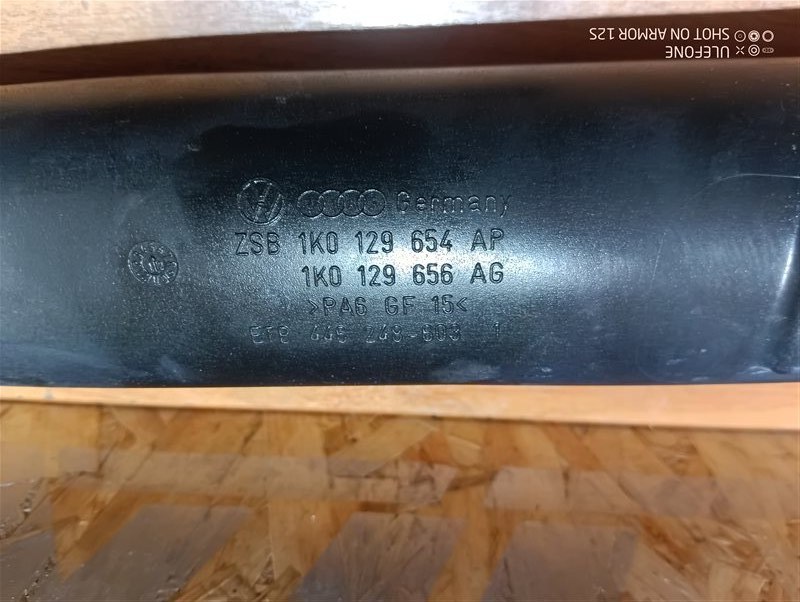 Germany
ZSB 1K0 129 654 AP
1K0 129 656 AG
>PA6 GF 15<
SHOT ON ARMOR 12S
ULEFONE